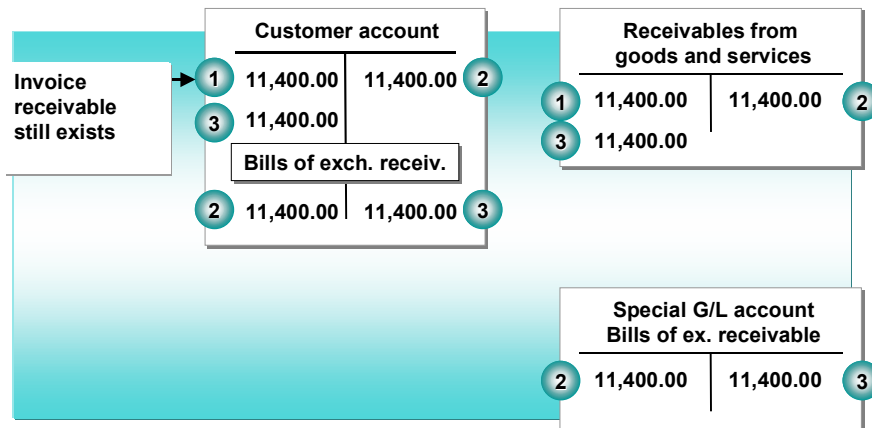 Customer account
Invoice
receivable
still exists
1 11,400.00 11,400.00 2
3 11,400.00
Bills of exch. receiv.
2 11,400.00 11,400.00 3
Receivables from
goods and services
1 11,400.00 11,400.00 2
3 11,400.00
Special G/L account
Bills of ex. receivable
2 11,400.00 11,400.00 3